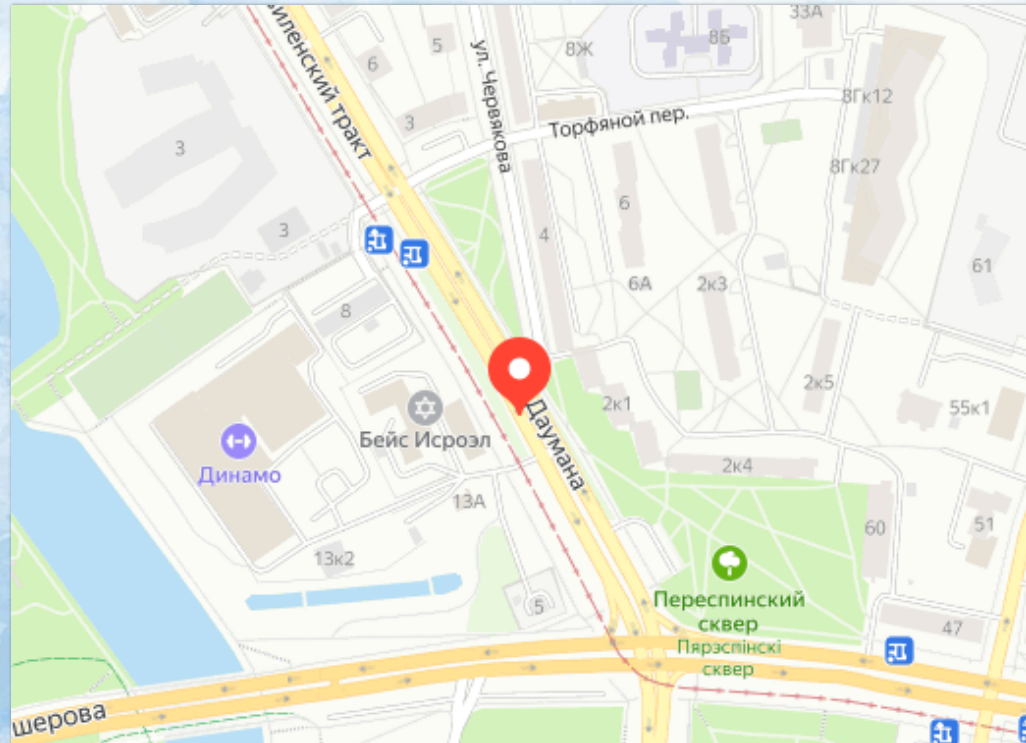 33А
5
8Б
8Ж
6
ул. Червякова
иленский тракт
3
Торфяной пер.
8Гк12
3
8Гк27
6
3
4
61
6А
2к3
8
2к5
2к1
55к1
Даумана
Бейс Исроэл
Динамо
2к4
13А
60
51
13к2
5
Переспинский
сквер
Пярэспінскі
сквер
47
шерова